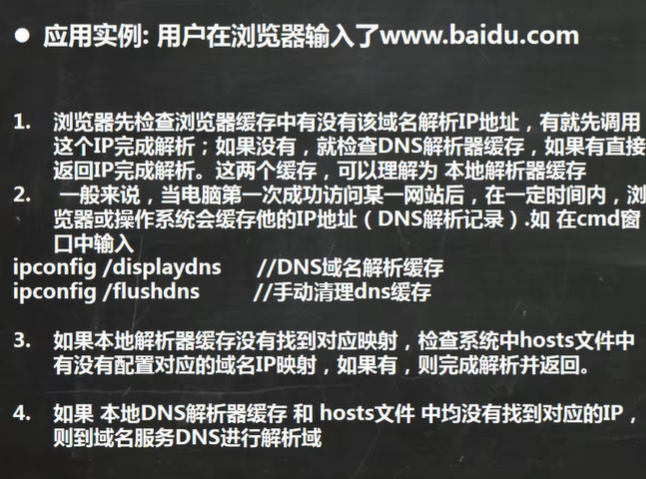 ● 应用实例: 用户在浏览器输入了www.baidu.com
1. 浏览器先检查浏览器缓存中有没有该域名解析IP地址，有就先调用
这个IP完成解析；如果没有，就检查DNS解析器缓存，如果有直接
返回IP完成解析。这两个缓存，可以理解为 本地解析器缓存
2. 一般来说，当电脑第一次成功访问某一网站后，在一定时间内，浏
览器或操作系统会缓存他的IP地址（DNS解析记录）.如 在cmd窗
口中输入
ipconfig /displaydns //DNS域名解析缓存
ipconfig /flushdns //手动清理dns缓存
3. 如果本地解析器缓存没有找到对应映射，检查系统中hosts文件中
有没有配置对应的域名IP映射，如果有，则完成解析并返回。
4. 如果 本地DNS解析器缓存 和 hosts文件 中均没有找到对应的IP，
则到域名服务DNS进行解析域